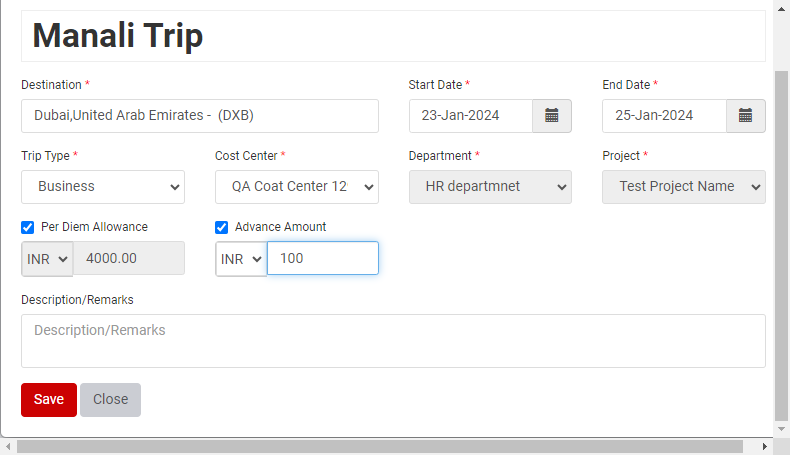 Manali Trip
Destination * Start Date * End Date *
Dubai,United Arab Emirates - (DXB) 23-Jan-2024 25-Jan-2024
Trip Type * Cost Center * Department * Project *
Business QA Coat Center 12 HR departmnet Test Project Name
Per Diem Allowance Advance Amount
INR 4000.00 INR 100
Description/Remarks
Description/Remarks
Save Close